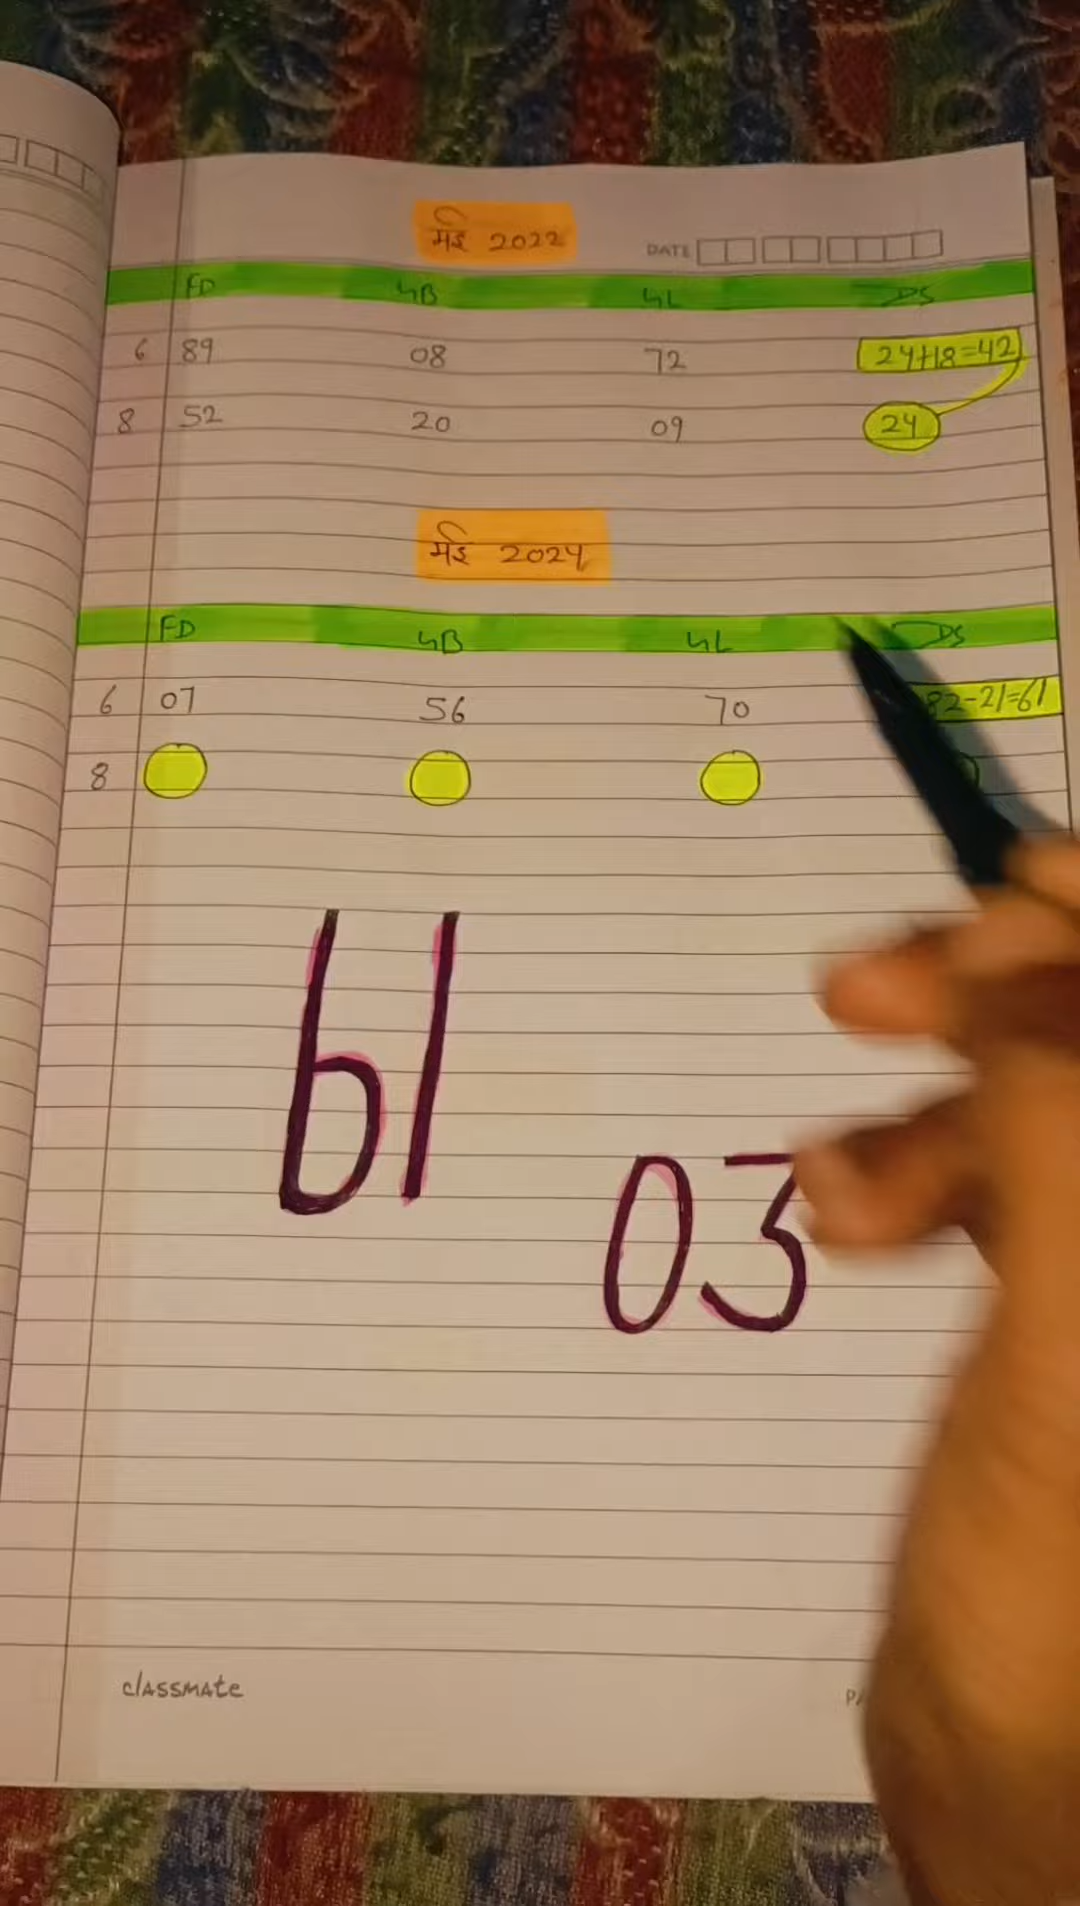 मई 2022
DATE
FD GB GL DS
6 89 08 72 24+18=42
8 52 20 09 24
मई 2024
FD GB GL DS
6 07 56 70 82-21=61
8
61
03
classmate